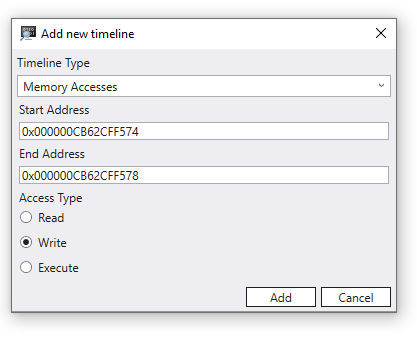 Add new timeline
Timeline Type
Memory Accesses
Start Address
0x000000CB62CFF574
End Address
0x000000CB62CFF578
Access Type
Read
Write
Execute
Add Cancel